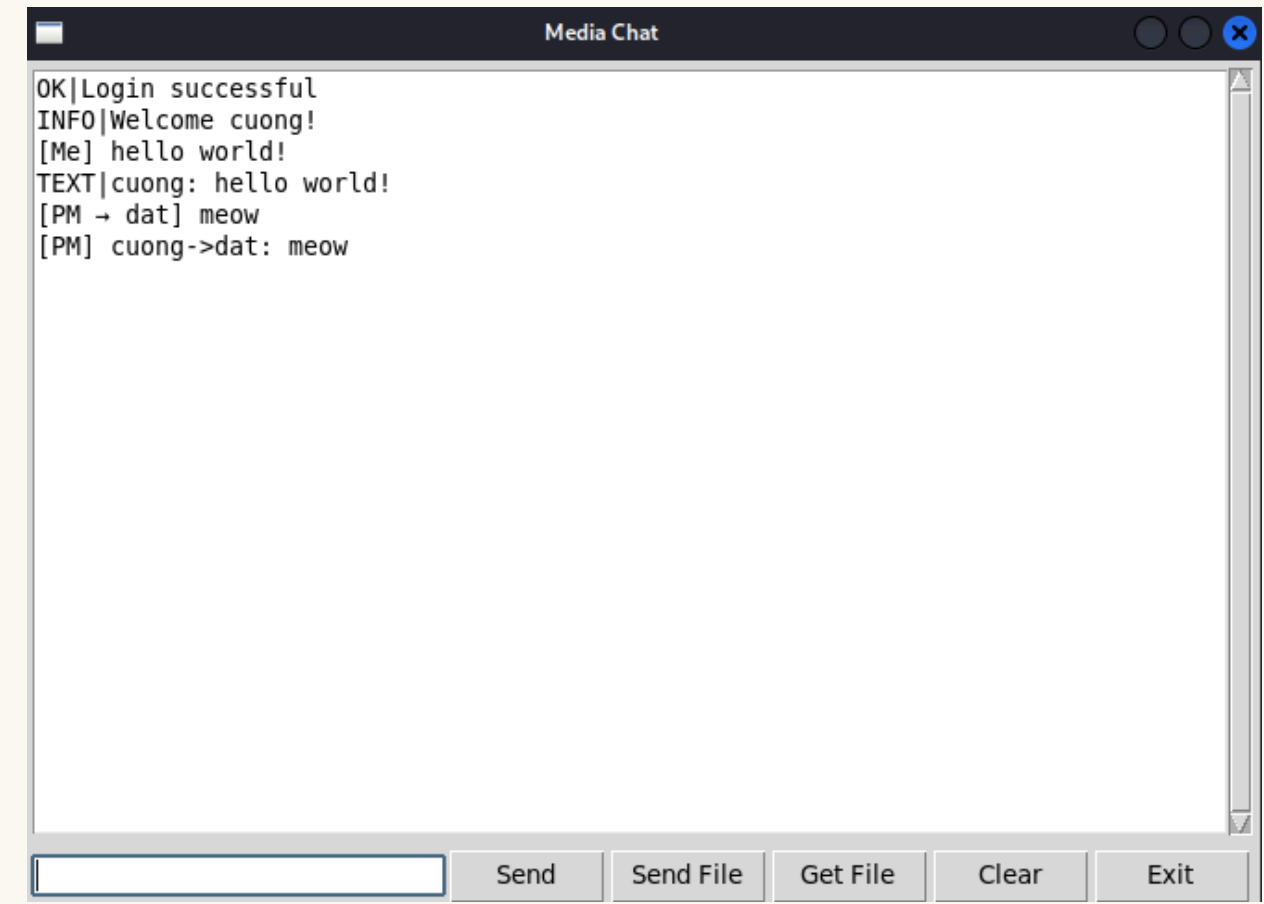 Media Chat
OK|Login successful
INFO|Welcome cuong!
[Me] hello world!
TEXT|cuong: hello world!
[PM → dat] meow
[PM] cuong->dat: meow
Send Send File Get File Clear Exit